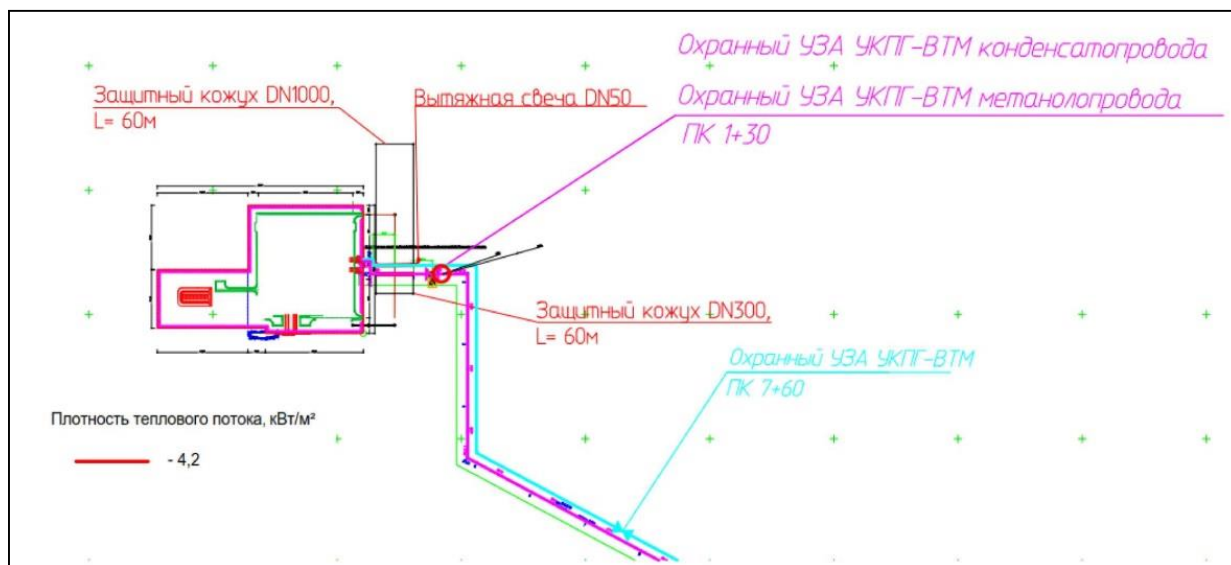 Охранный УЗА УКПГ-ВТМ конденсатопровода
Защитный кожух DN1000,
L= 60м
Вытяжная свеча DN50
Охранный УЗА УКПГ-ВТМ метанолопровода
ПК 1+30
Защитный кожух DN300,
L= 60м
Охранный УЗА УКПГ-ВТМ
ПК 7+60
Плотность теплового потока, кВт/м²
- 4,2